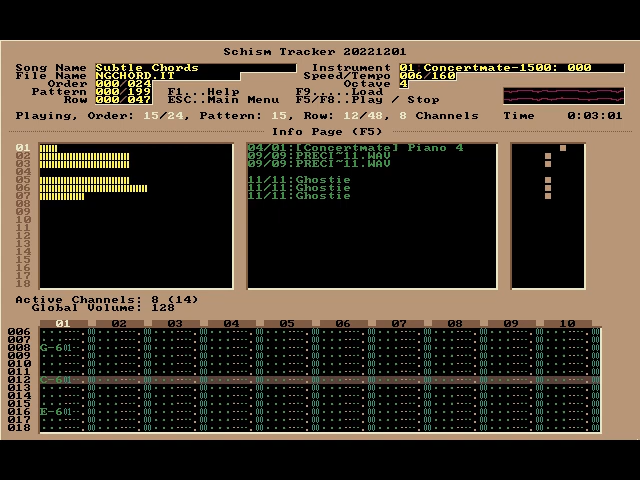 Schism Tracker 20221201
Song Name Subtle Chords Instrument 01 Concertmate-1500: 000
File Name NGCHORD.IT Speed/Tempo 006/160
Order 000/024 Octave 4
Pattern 000/199 F1...Help F9.....Load
Row 000/047 ESC..Main Menu F5/F8..Play / Stop
Playing, Order: 15/24, Pattern: 15, Row: 12/48, 8 Channels Time 0:03:01
Info Page (F5)
01 04/01:[Concertmate] Piano 4
02 09/09:PRECI~11.WAV
03 09/09:PRECI~11.WAV
04
05 11/11:Ghostie
06 11/11:Ghostie
07 11/11:Ghostie
08
09
10
11
12
13
14
15
16
17
18
Active Channels: 8 (14)
Global Volume: 128
01 02 03 04 05 06 07 08 09 10
006
007
008 G-6 01
009
010
011
012 C-6 01
013
014
015
016 E-6 01
017
018